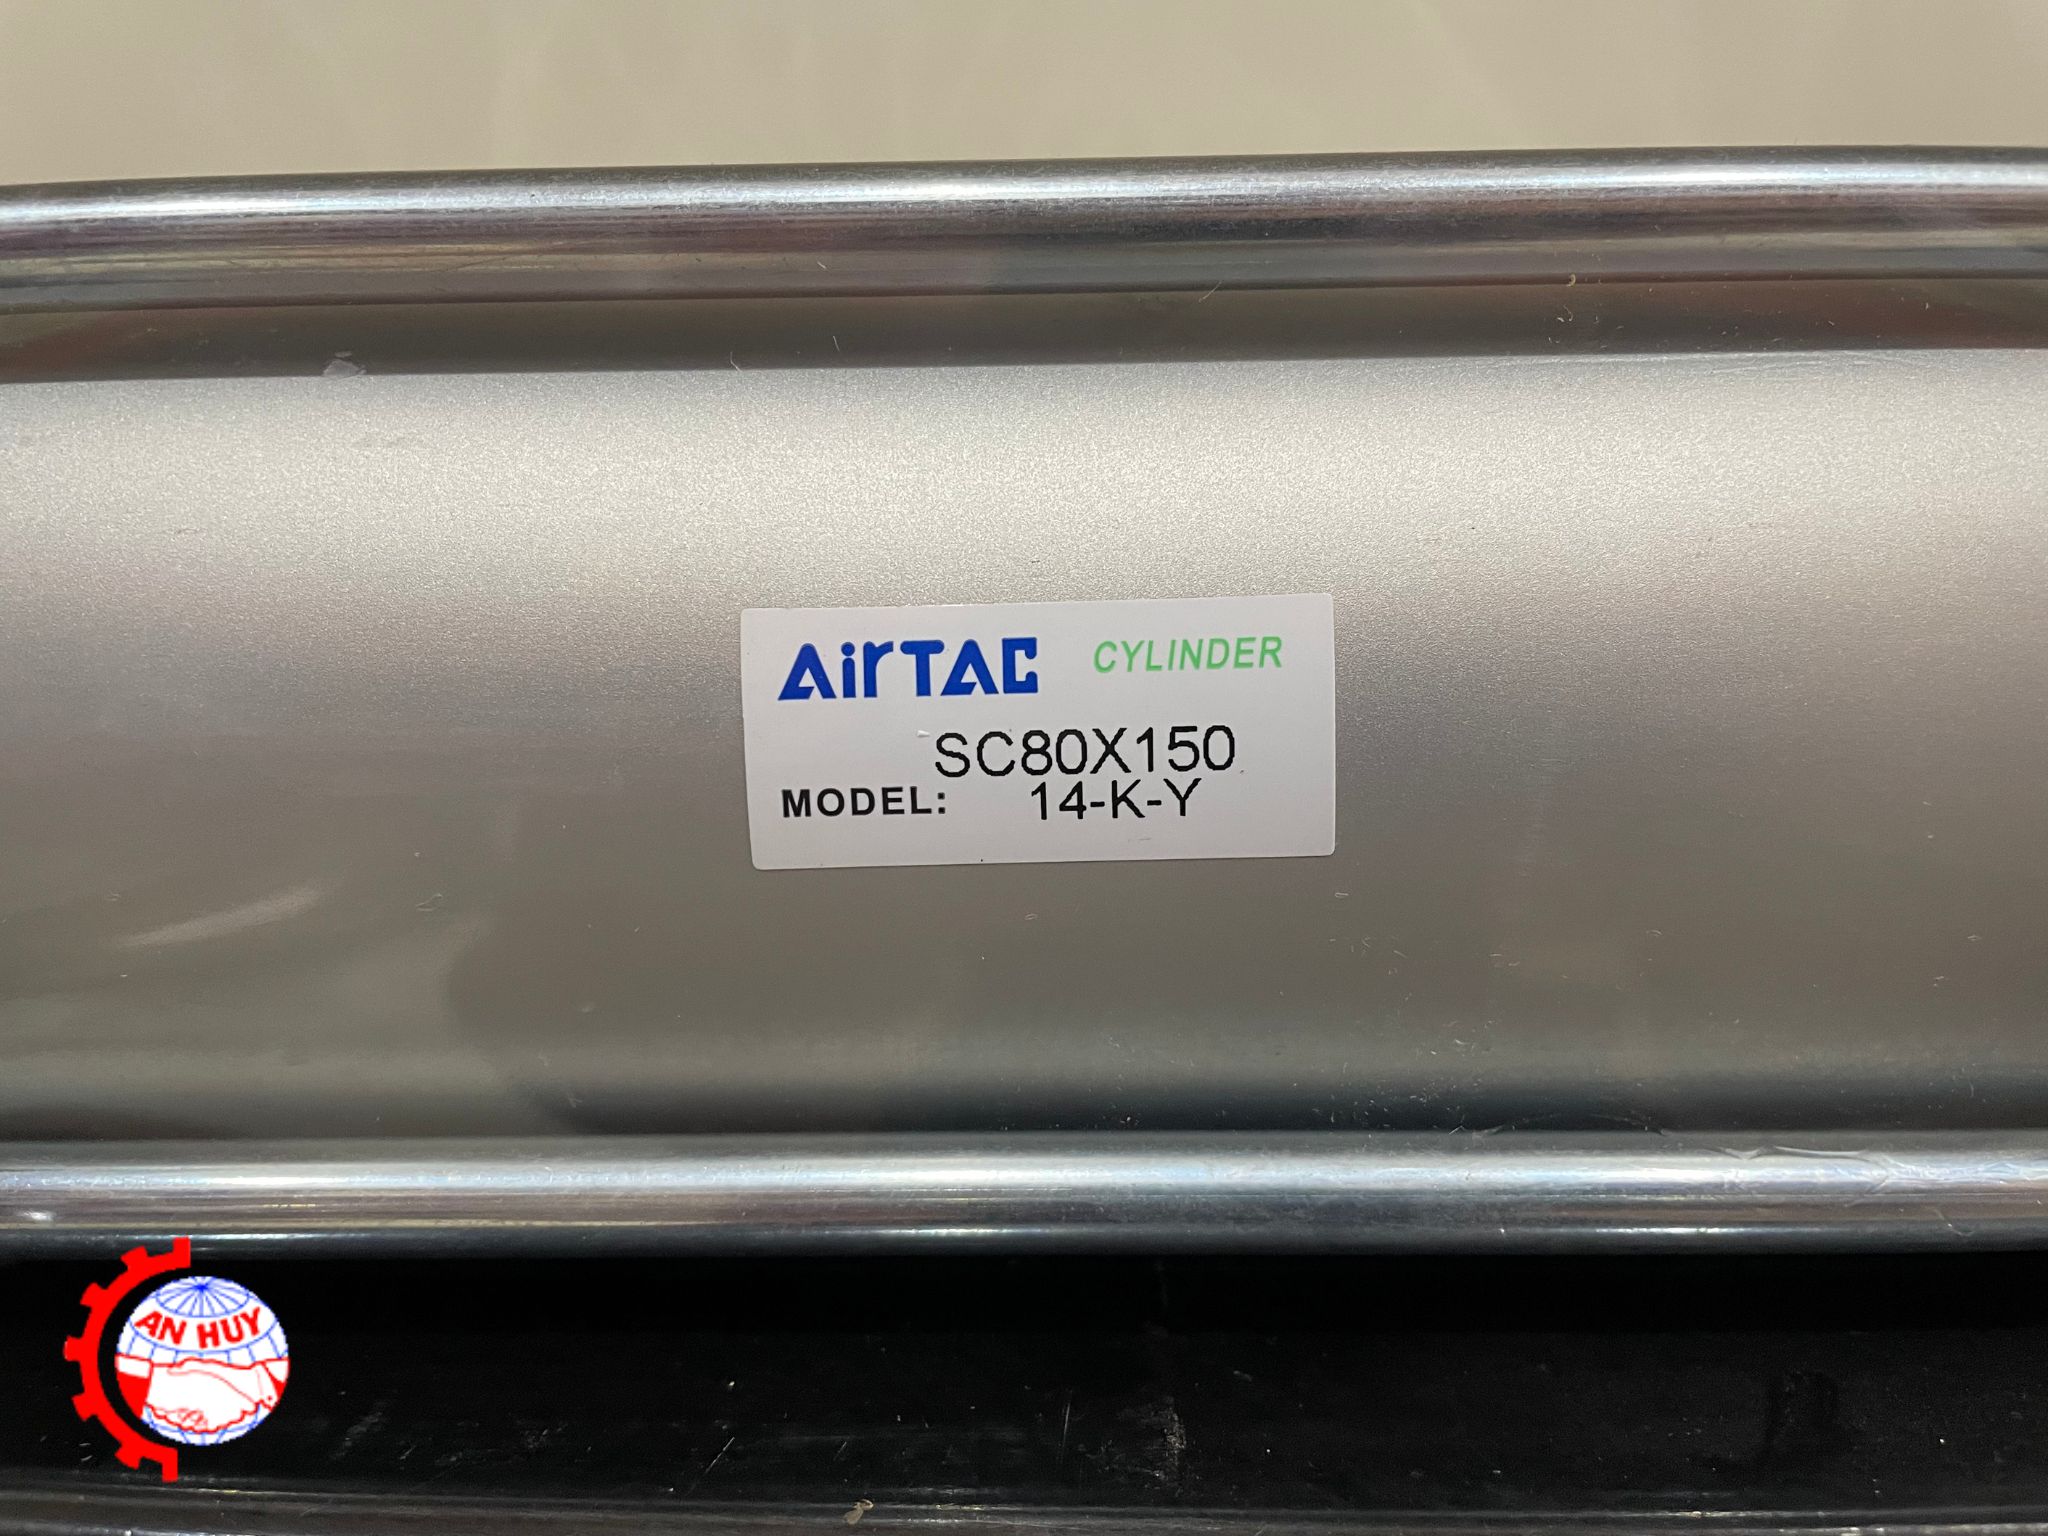 AirTAC CYLINDER
SC80X150
MODEL: 14-K-Y
AN HUY